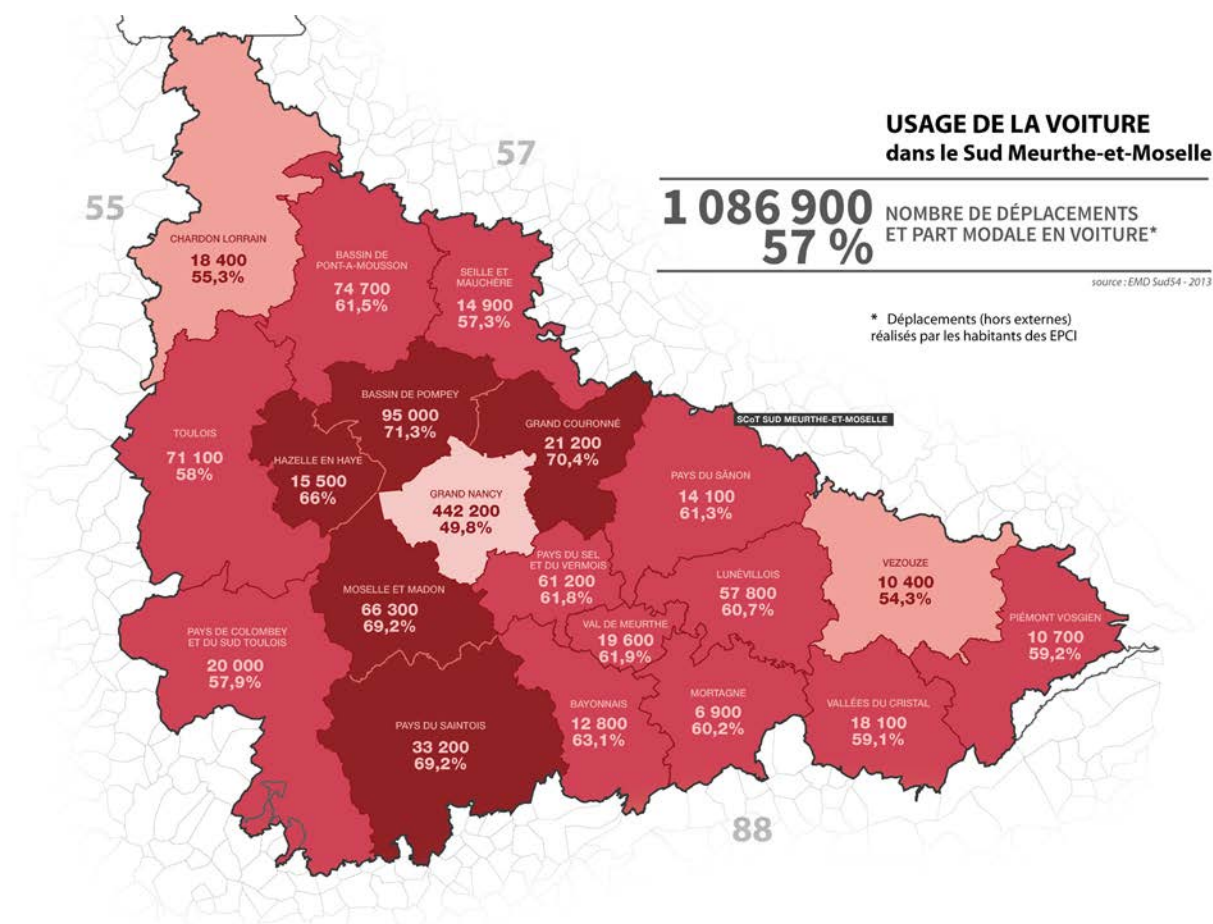 USAGE DE LA VOITURE
dans le Sud Meurthe-et-Moselle
1 086 900
57 %
NOMBRE DE DÉPLACEMENTS
ET PART MODALE EN VOITURE*
source : EMD Sud54 - 2013
* Déplacements (hors externes)
réalisés par les habitants des EPCI
57
55
CHARDON LORRAIN
18 400
55,3%
BASSIN DE
PONT-A-MOUSSON
74 700
61,5%
SEILLE ET
MAUCHÈRE
14 900
57,3%
BASSIN DE POMPEY
95 000
71,3%
GRAND COURONNÉ
21 200
70,4%
SCoT SUD MEURTHE-ET-MOSELLE
TOULOIS
71 100
58%
HAZELLE EN HAYE
15 500
66%
GRAND NANCY
442 200
49,8%
PAYS DU SÂNON
14 100
61,3%
PAYS DU SEL
ET DU VERMOIS
61 200
61,8%
LUNÉVILLOIS
57 800
60,7%
VEZOUZE
10 400
54,3%
MOSELLE ET MADON
66 300
69,2%
PIÉMONT VOSGIEN
10 700
59,2%
PAYS DE COLOMBEY
ET DU SUD TOULOIS
20 000
57,9%
VAL DE MEURTHE
19 600
61,9%
BAYONNAIS
12 800
63,1%
MORTAGNE
6 900
60,2%
VALLÉES DU CRISTAL
18 100
59,1%
PAYS DU SAINTOIS
33 200
69,2%
88